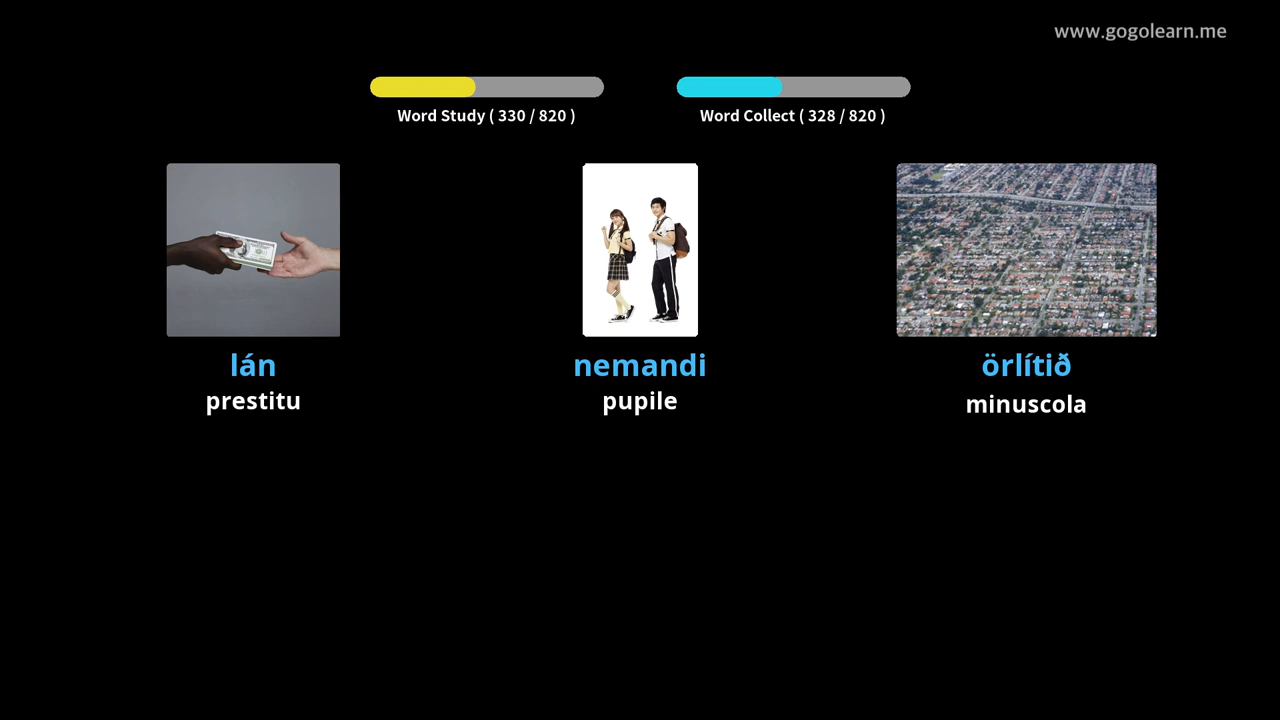 www.gogolearn.me
Word Study ( 330 / 820 )
Word Collect ( 328 / 820 )
lán
prestitu
nemandi
pupile
örlítið
minuscola